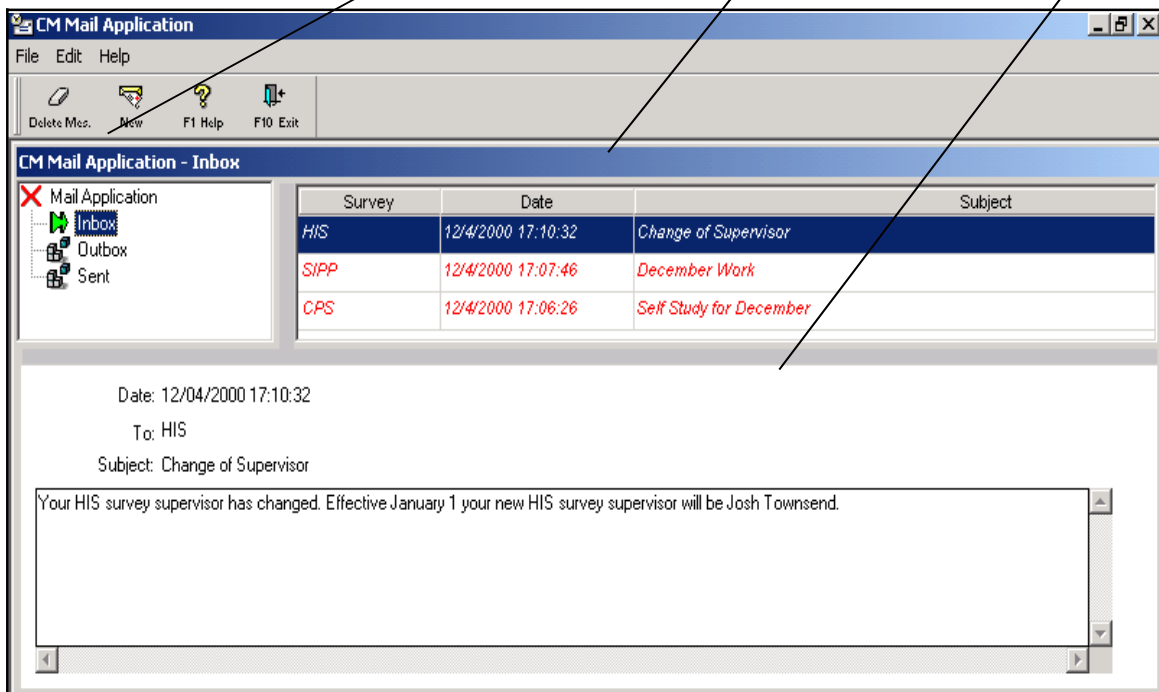 CM Mail Application
File Edit Help
Delete Mes. New F1 Help F10 Exit
CM Mail Application - Inbox
Mail Application
Inbox
Outbox
Sent
Survey Date Subject
HIS 12/4/2000 17:10:32 Change of Supervisor
SIPP 12/4/2000 17:07:46 December Work
CPS 12/4/2000 17:06:26 Self Study for December
Date: 12/04/2000 17:10:32
To: HIS
Subject: Change of Supervisor
Your HIS survey supervisor has changed. Effective January 1 your new HIS survey supervisor will be Josh Townsend.